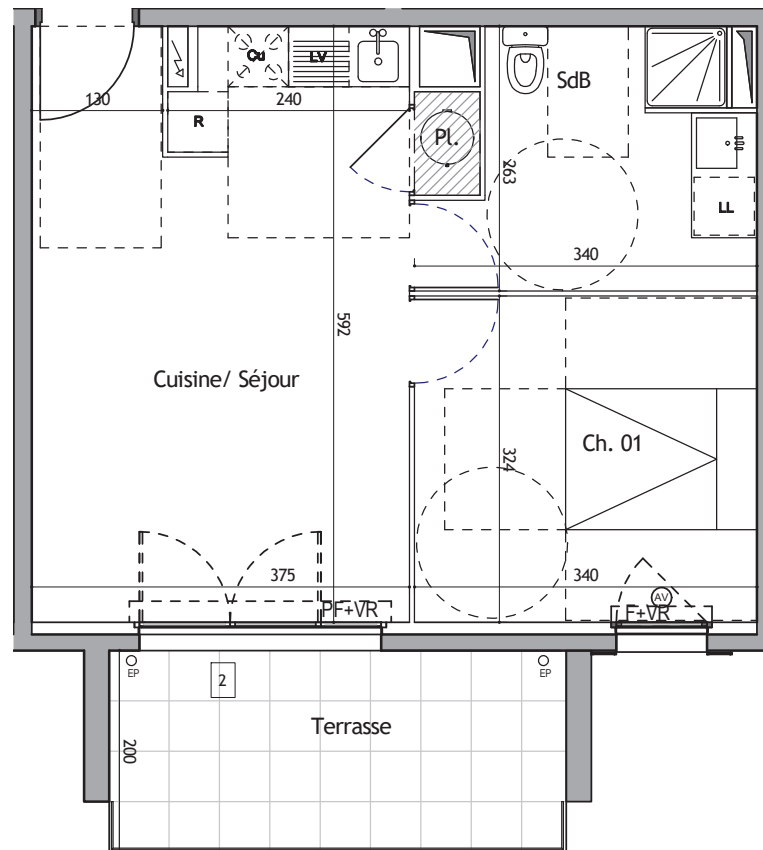 Cu
LV
SdB
130
240
R
Pl.
263
LL
340
592
Cuisine/ Séjour
Ch. 01
324
375
340
PF+VR
AV
F+VR
EP
2
EP
Terrasse
200